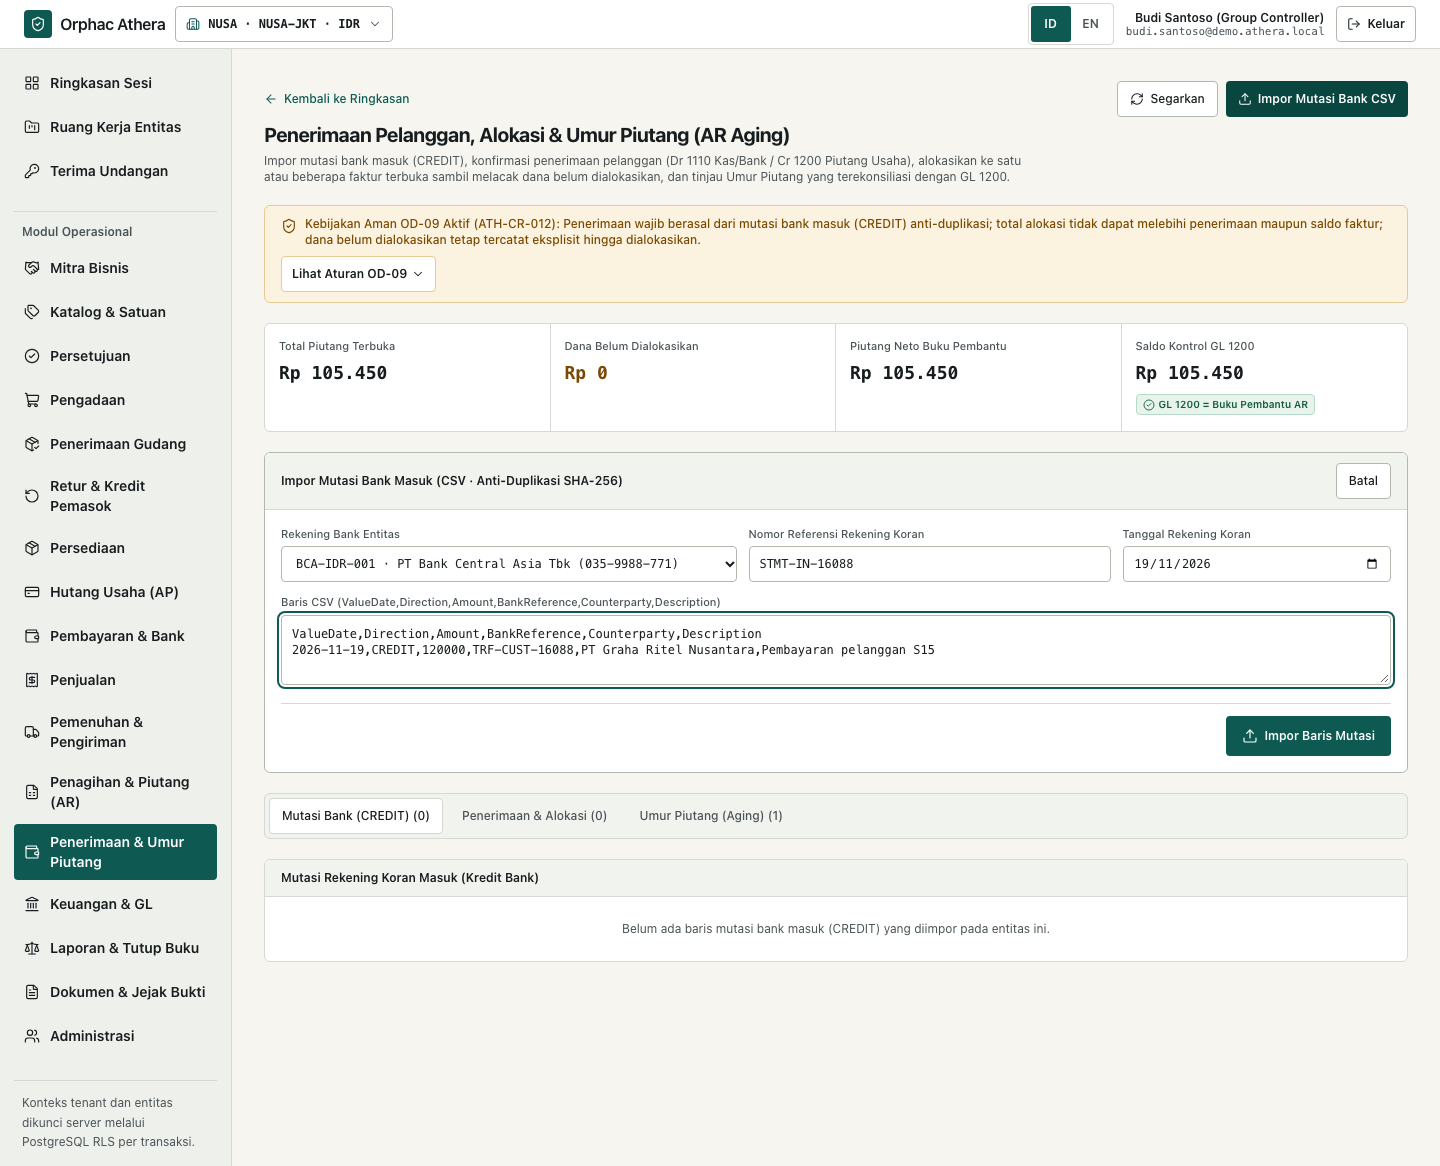 Orphac Athera
NUSA · NUSA-JKT · IDR
ID
EN
Budi Santoso (Group Controller)
budi.santoso@demo.athera.local
Keluar
Ringkasan Sesi
Ruang Kerja Entitas
Terima Undangan
Modul Operasional
Mitra Bisnis
Katalog & Satuan
Persetujuan
Pengadaan
Penerimaan Gudang
Retur & Kredit
Pemasok
Persediaan
Hutang Usaha (AP)
Pembayaran & Bank
Penjualan
Pemenuhan &
Pengiriman
Penagihan & Piutang
(AR)
Penerimaan & Umur
Piutang
Keuangan & GL
Laporan & Tutup Buku
Dokumen & Jejak Bukti
Administrasi
Konteks tenant dan entitas
dikunci server melalui
PostgreSQL RLS per transaksi.
Kembali ke Ringkasan
Segarkan
Impor Mutasi Bank CSV
Penerimaan Pelanggan, Alokasi & Umur Piutang (AR Aging)
Impor mutasi bank masuk (CREDIT), konfirmasi penerimaan pelanggan (Dr 1110 Kas/Bank / Cr 1200 Piutang Usaha), alokasikan ke satu
atau beberapa faktur terbuka sambil melacak dana belum dialokasikan, dan tinjau Umur Piutang yang terekonsiliasi dengan GL 1200.
Kebijakan Aman OD-09 Aktif (ATH-CR-012): Penerimaan wajib berasal dari mutasi bank masuk (CREDIT) anti-duplikasi; total alokasi tidak dapat melebihi penerimaan maupun saldo faktur;
dana belum dialokasikan tetap tercatat eksplisit hingga dialokasikan.
Lihat Aturan OD-09
Total Piutang Terbuka
Rp 105.450
Dana Belum Dialokasikan
Rp 0
Piutang Neto Buku Pembantu
Rp 105.450
Saldo Kontrol GL 1200
Rp 105.450
GL 1200 = Buku Pembantu AR
Impor Mutasi Bank Masuk (CSV · Anti-Duplikasi SHA-256)
Batal
Rekening Bank Entitas
BCA-IDR-001 · PT Bank Central Asia Tbk (035-9988-771)
Nomor Referensi Rekening Koran
STMT-IN-16088
Tanggal Rekening Koran
19/11/2026
Baris CSV (ValueDate,Direction,Amount,BankReference,Counterparty,Description)
ValueDate,Direction,Amount,BankReference,Counterparty,Description
2026-11-19,CREDIT,120000,TRF-CUST-16088,PT Graha Ritel Nusantara,Pembayaran pelanggan S15
Impor Baris Mutasi
Mutasi Bank (CREDIT) (0)
Penerimaan & Alokasi (0)
Umur Piutang (Aging) (1)
Mutasi Rekening Koran Masuk (Kredit Bank)
Belum ada baris mutasi bank masuk (CREDIT) yang diimpor pada entitas ini.